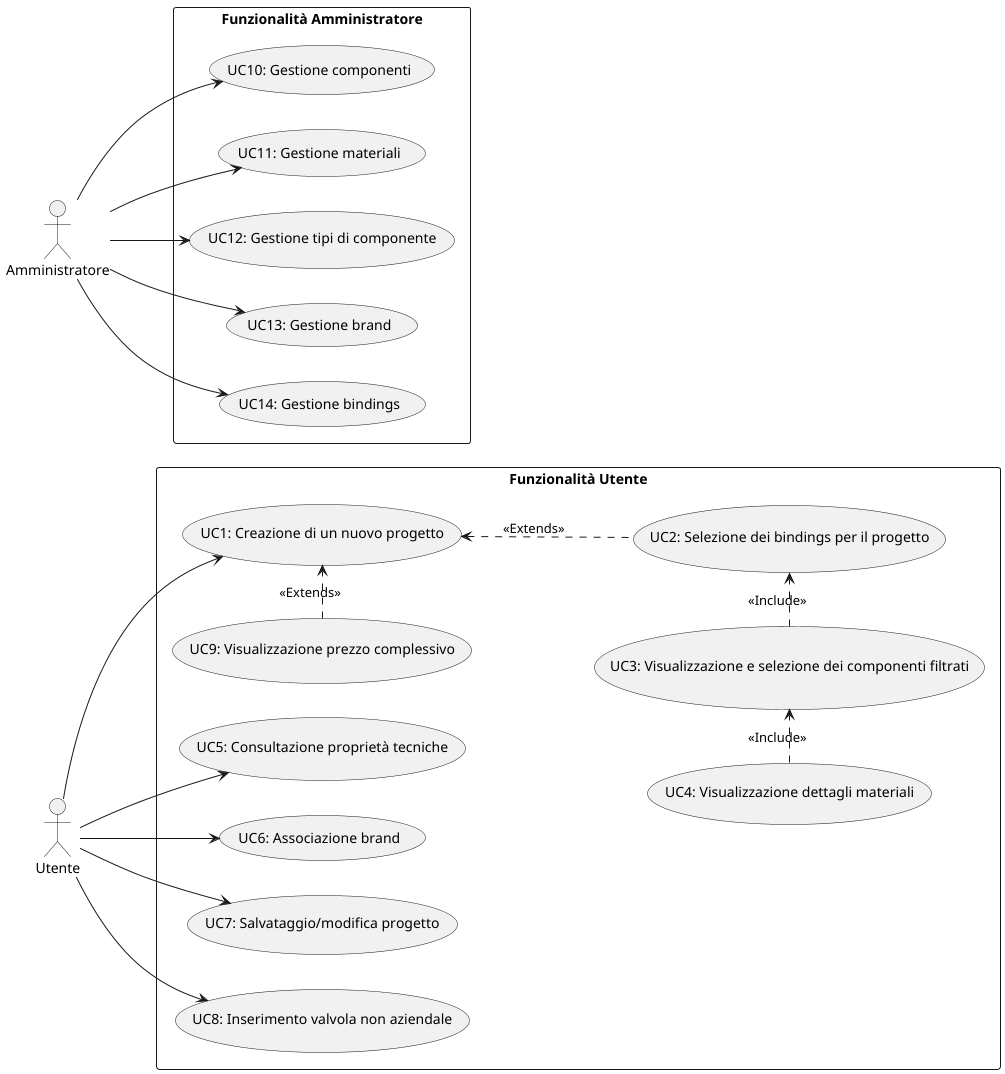 Funzionalità Amministratore
UC10: Gestione componenti
UC11: Gestione materiali
UC12: Gestione tipi di componente
UC13: Gestione brand
UC14: Gestione bindings
Amministratore
Funzionalità Utente
UC1: Creazione di un nuovo progetto
«Extends»
UC2: Selezione dei bindings per il progetto
«Extends»
«Include»
UC9: Visualizzazione prezzo complessivo
UC3: Visualizzazione e selezione dei componenti filtrati
«Include»
UC5: Consultazione proprietà tecniche
UC4: Visualizzazione dettagli materiali
UC6: Associazione brand
Utente
UC7: Salvataggio/modifica progetto
UC8: Inserimento valvola non aziendale